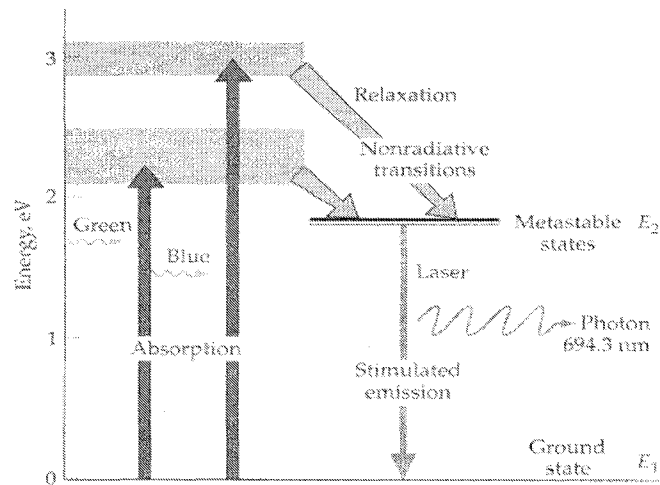 3
Relaxation
Nonradiative
transitions
2
Green
Metastable
states
E2
Energy, eV
Blue
Laser
1
Photon
694.3 nm
Absorption
Stimulated
emission
Ground
state
E1
0